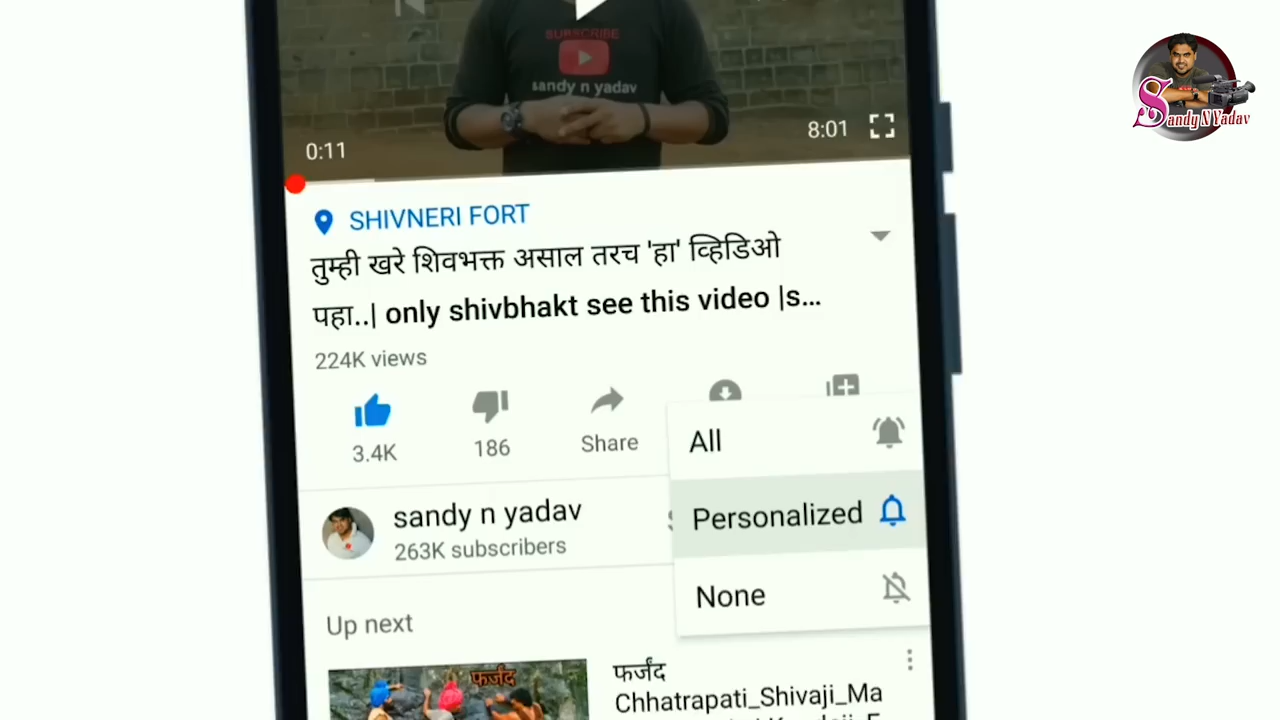 SUBSCRIBE
sandy n yadav
Sandy N Yadav
0:11
8:01
SHIVNERI FORT
तुम्ही खरे शिवभक्त असाल तरच 'हा' व्हिडिओ
पहा..| only shivbhakt see this video |s...
224K views
3.4K
186
Share
All
Personalized
None
sandy n yadav
263K subscribers
Up next
फर्जंद
फर्जंद
Chhatrapati_Shivaji_Ma